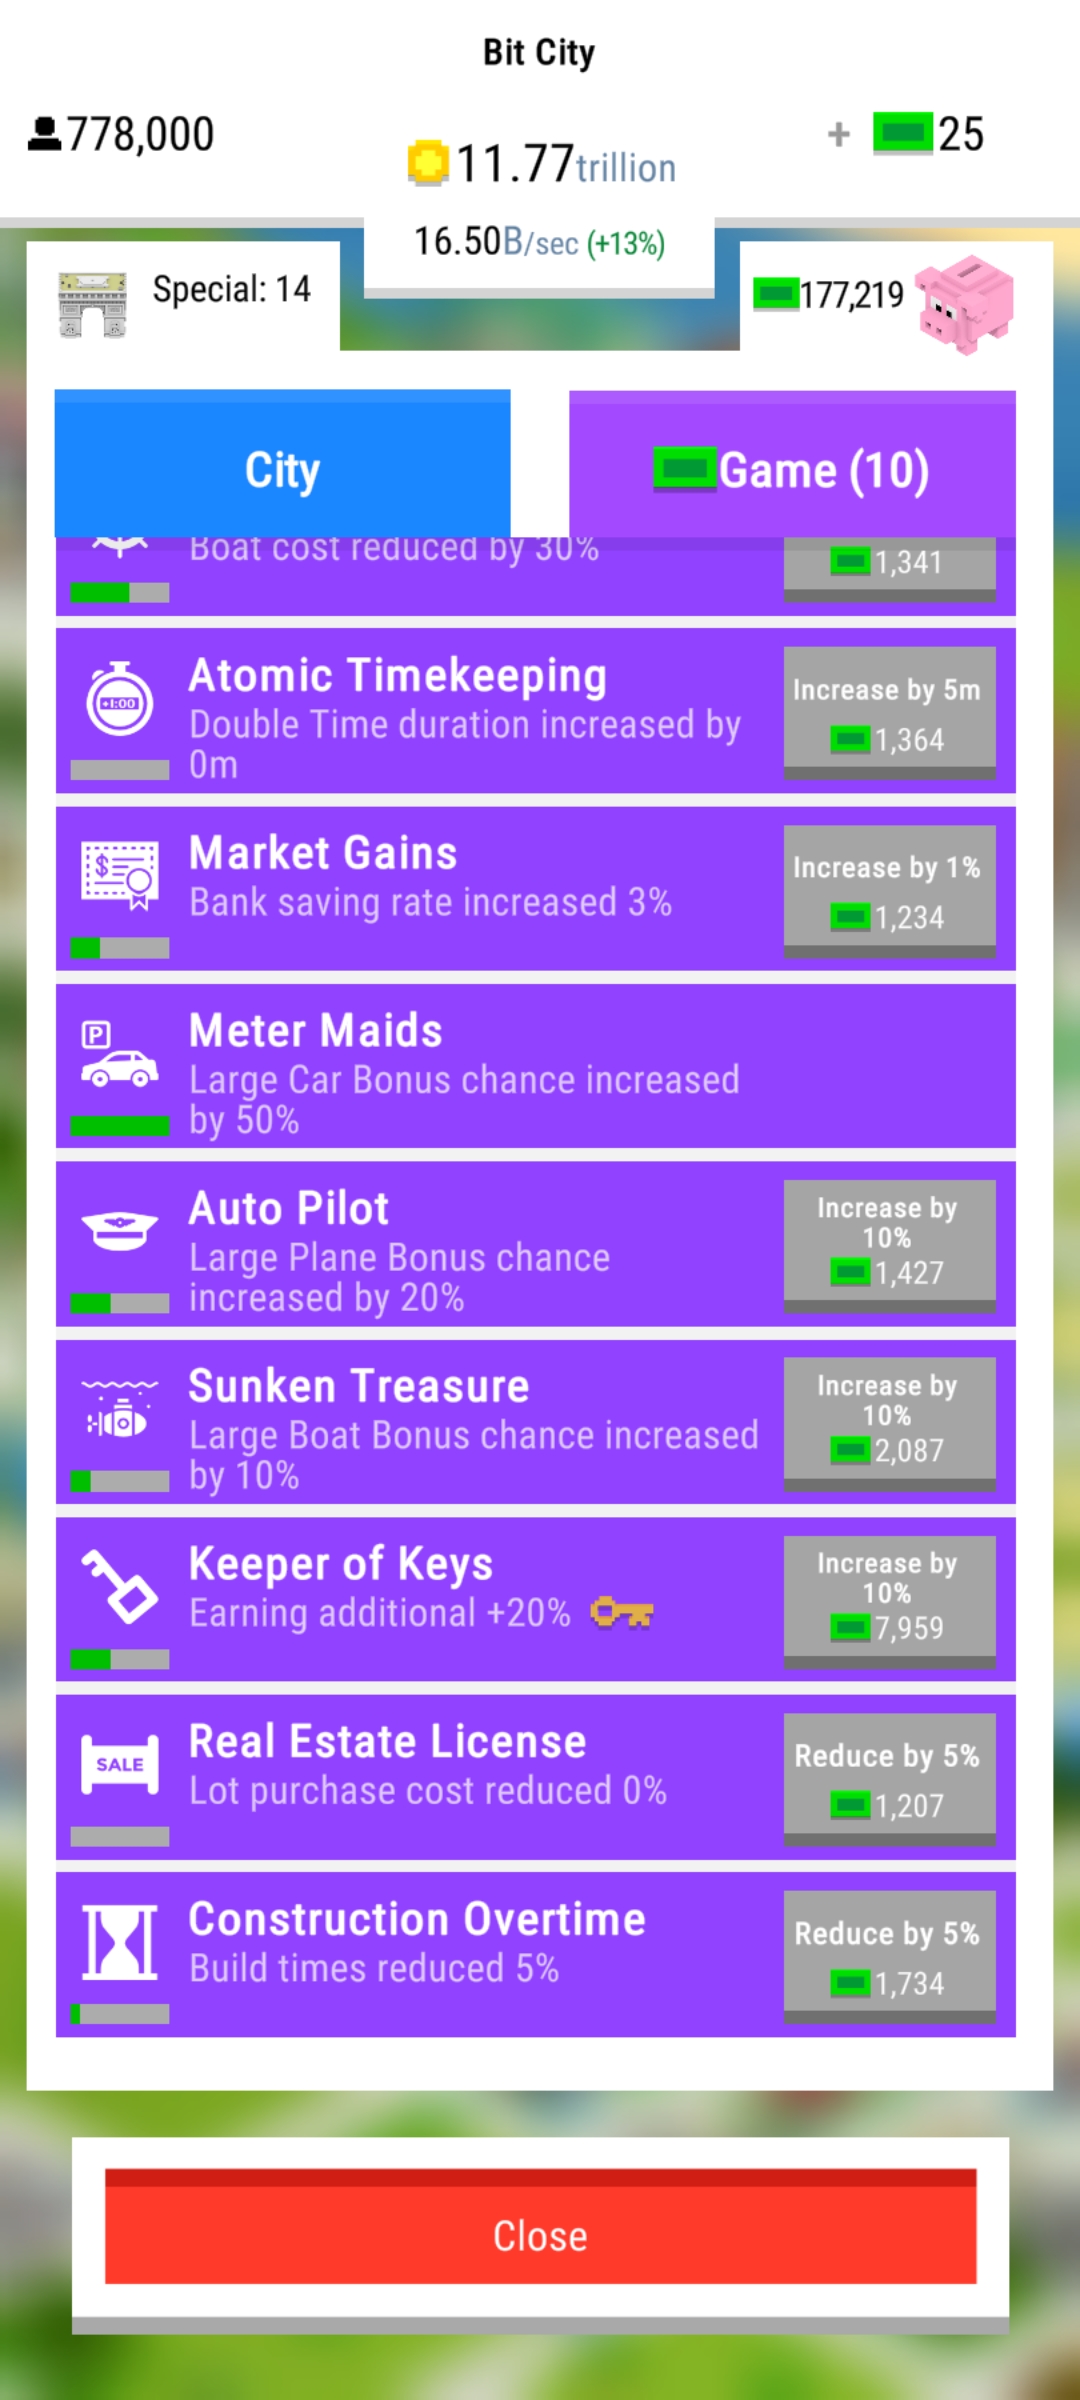 Bit City
778,000
11.77trillion
+ 25
16.50B/sec (+13%)
Special: 14
177,219
City
Game (10)
Boat cost reduced by 30%
1,341
Atomic Timekeeping
Double Time duration increased by
0m
Increase by 5m
1,364
+1:00
Market Gains
Bank saving rate increased 3%
Increase by 1%
1,234
$
Meter Maids
Large Car Bonus chance increased
by 50%
P
Auto Pilot
Large Plane Bonus chance
increased by 20%
Increase by
10%
1,427
Sunken Treasure
Large Boat Bonus chance increased
by 10%
Increase by
10%
2,087
Keeper of Keys
Earning additional +20%
Increase by
10%
7,959
SALE
Real Estate License
Lot purchase cost reduced 0%
Reduce by 5%
1,207
Construction Overtime
Build times reduced 5%
Reduce by 5%
1,734
Close